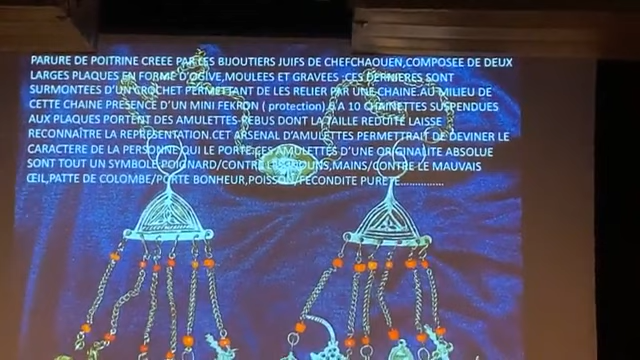 PARURE DE POITRINE CREEE PAR LES BIJOUTIERS JUIFS DE CHEFCHAOUEN,COMPOSEE DE DEUX
LARGES PLAQUES EN FORME D'OGIVE,MOULEES ET GRAVEES .CES DERNIERES SONT
SURMONTEES D'UN CROCHET PERMETTANT DE LES RELIER PAR UNE CHAINE.AU MILIEU DE
CETTE CHAINE PRESENCE D'UN MINI FEKRON ( protection). 8 A 10 CHAINETTES SUSPENDUES
AUX PLAQUES PORTENT DES AMULETTES-REBUS DONT LA TAILLE REDUITE LAISSE
RECONNAÎTRE LA REPRESENTATION.CET ARSENAL D'AMULETTES PERMETTRAIT DE DEVINER LE
CARACTERE DE LA PERSONNE QUI LE PORTE.CES AMULETTES D'UNE ORIGINALITE ABSOLUE
SONT TOUT UN SYMBOLE.POIGNARD/CONTRE LES DJOUNS,MAINS/CONTRE LE MAUVAIS
ŒIL,PATTE DE COLOMBE/PORTE BONHEUR,POISSON/FECONDITE PURETE..............